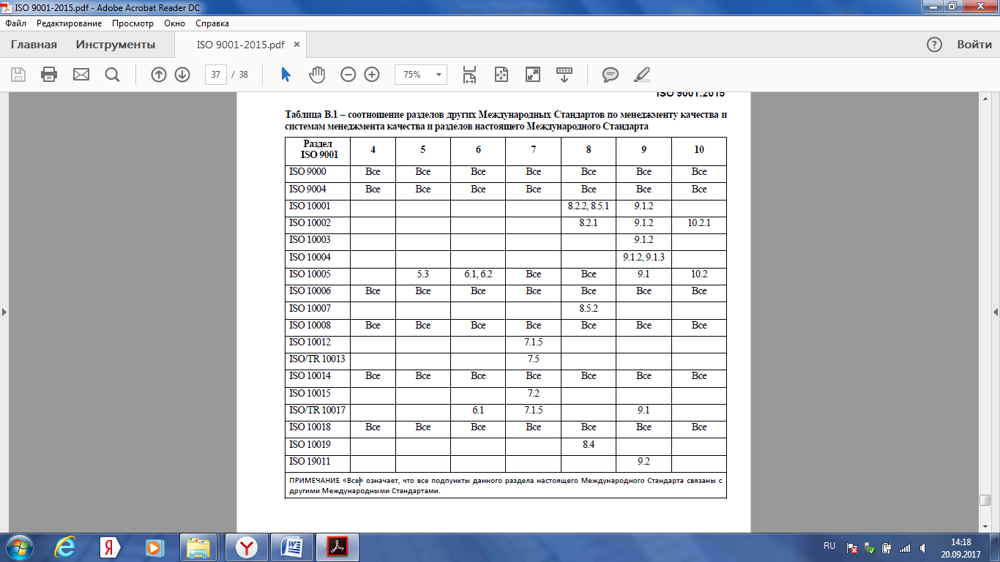 ISO 9001-2015.pdf - Adobe Acrobat Reader DC
Файл Редактирование Просмотр Окно Справка
Главная Инструменты ISO 9001-2015.pdf × Войти
37 / 38 75%
ISO 9001:2015
Таблица В.1 – соотношение разделов других Международных Стандартов по менеджменту качества и
системам менеджмента качества и разделов настоящего Международного Стандарта
Раздел
ISO 9001 4 5 6 7 8 9 10
ISO 9000 Все Все Все Все Все Все Все
ISO 9004 Все Все Все Все Все Все Все
ISO 10001 8.2.2, 8.5.1 9.1.2
ISO 10002 8.2.1 9.1.2 10.2.1
ISO 10003 9.1.2
ISO 10004 9.1.2, 9.1.3
ISO 10005 5.3 6.1, 6.2 Все Все 9.1 10.2
ISO 10006 Все Все Все Все Все Все Все
ISO 10007 8.5.2
ISO 10008 Все Все Все Все Все Все Все
ISO 10012 7.1.5
ISO/TR 10013 7.5
ISO 10014 Все Все Все Все Все Все Все
ISO 10015 7.2
ISO/TR 10017 6.1 7.1.5 9.1
ISO 10018 Все Все Все Все Все Все Все
ISO 10019 8.4
ISO 19011 9.2
ПРИМЕЧАНИЕ «Все» означает, что все подпункты данного раздела настоящего Международного Стандарта связаны с
другими Международными Стандартами.
RU 14:18
20.09.2017